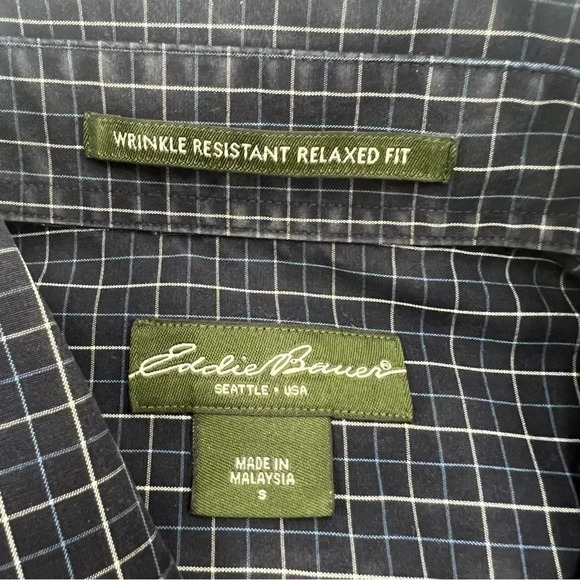 WRINKLE RESISTANT RELAXED FIT
Eddie Bauer®
SEATTLE • USA
MADE IN
MALAYSIA
S